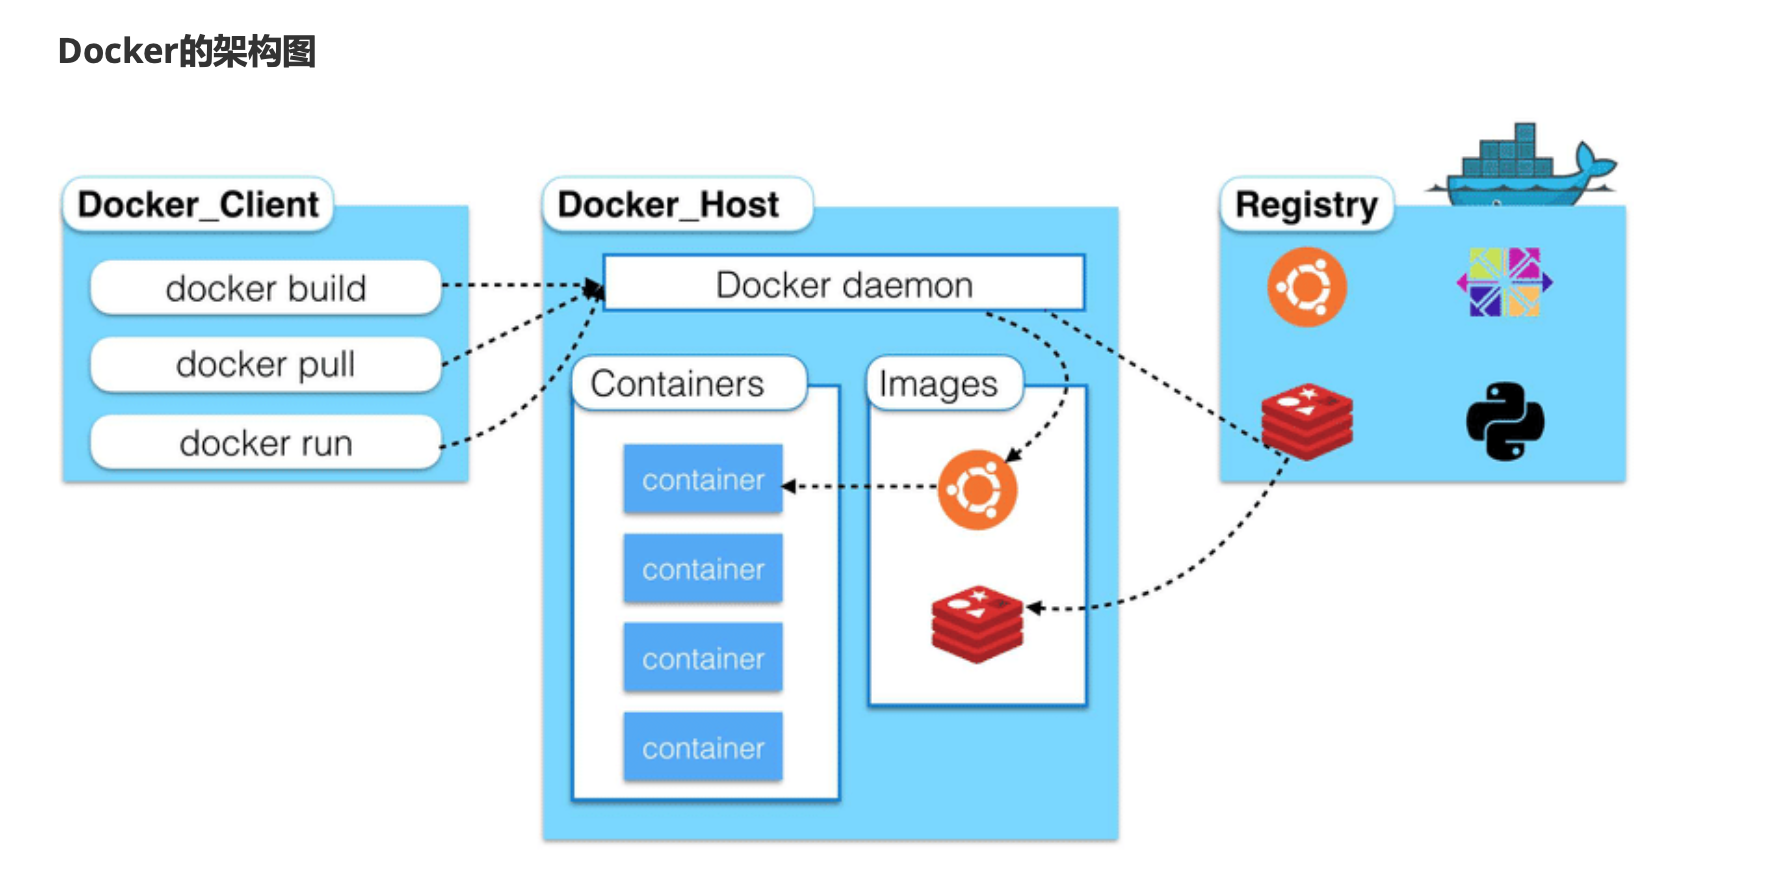 Docker的架构图
Docker_Client
docker build
docker pull
docker run
Docker_Host
Docker daemon
Containers
container
container
container
container
Images
Registry